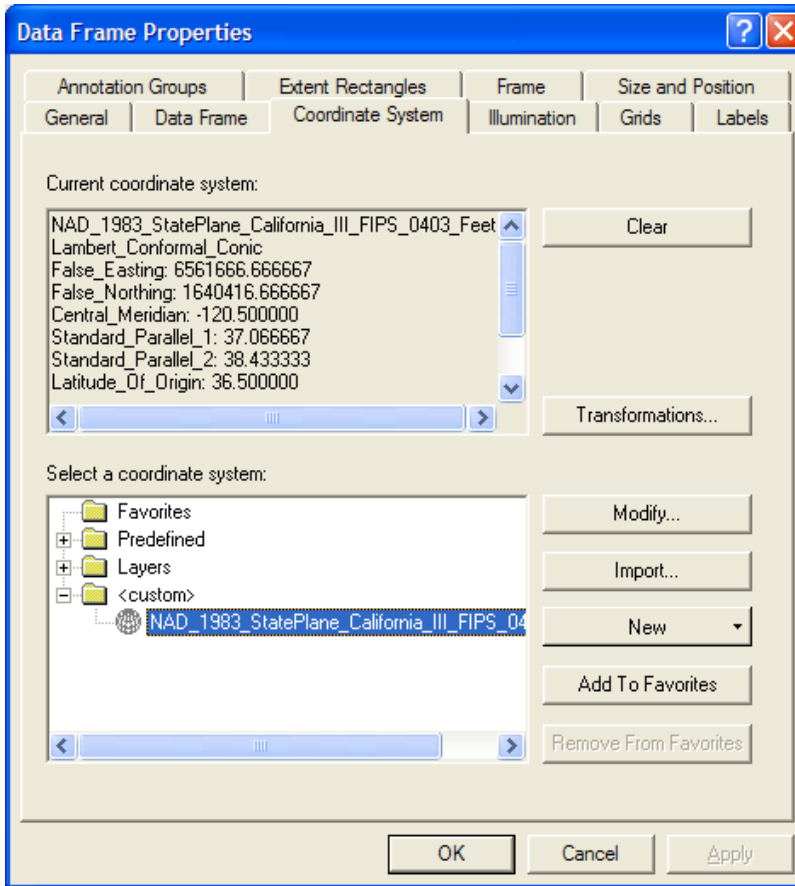 Data Frame Properties
Annotation Groups Extent Rectangles Frame Size and Position
General Data Frame Coordinate System Illumination Grids Labels
Current coordinate system:
NAD_1983_StatePlane_California_III_FIPS_0403_Feet
Lambert_Conformal_Conic
False_Easting: 6561666.666667
False_Northing: 1640416.666667
Central_Meridian: -120.500000
Standard_Parallel_1: 37.066667
Standard_Parallel_2: 38.433333
Latitude_Of_Origin: 36.500000
Clear
Transformations...
Select a coordinate system:
Favorites
Predefined
Layers
<custom>
NAD_1983_StatePlane_California_III_FIPS_04
Modify...
Import...
New
Add To Favorites
Remove From Favorites
OK Cancel Apply